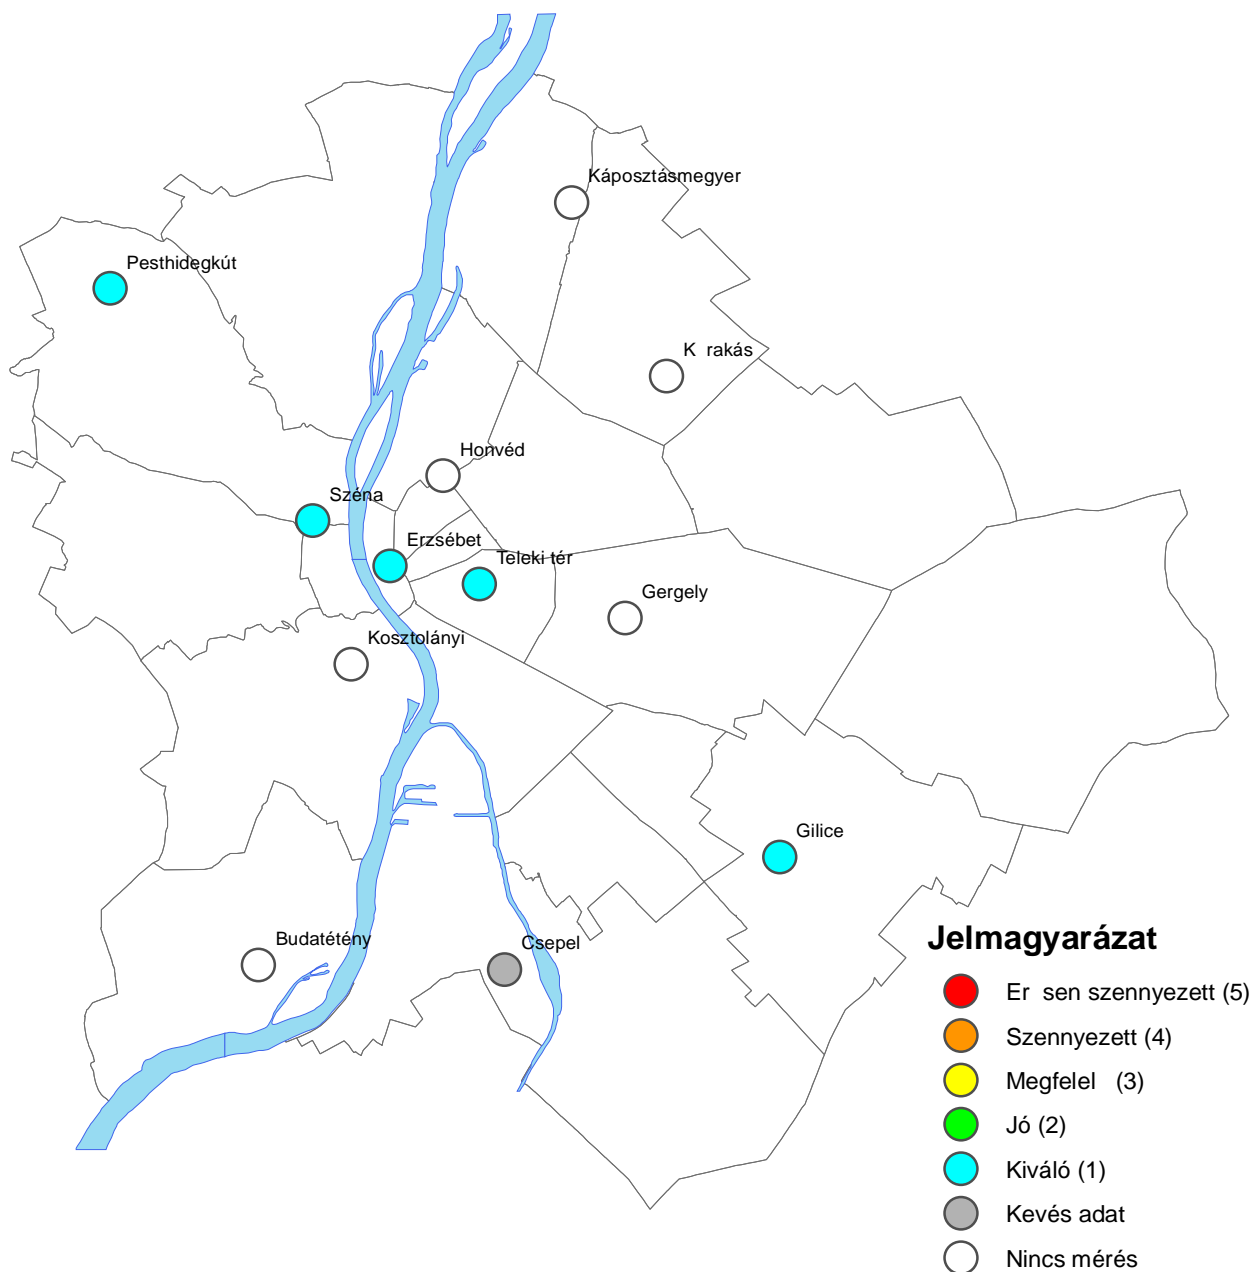 Káposztásmegyer
Pesthidegkút
K rakás
Honvéd
Széna
Erzsébet
Teleki tér
Gergely
Kosztolányi
Gilice
Budatétény
Csepel
Jelmagyarázat
Er sen szennyezett (5)
Szennyezett (4)
Megfelel (3)
Jó (2)
Kiváló (1)
Kevés adat
Nincs mérés